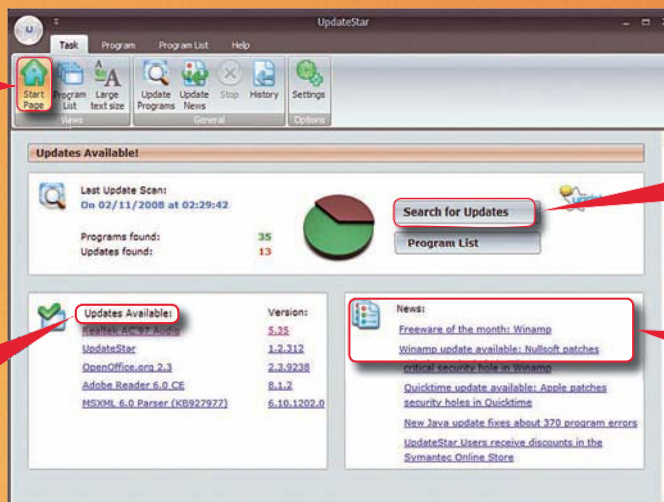 UpdateStar
U
Task Program Program List Help
Start Page
Program List
Large text size
Update Programs
Update News
Stop
History
Settings
Views
General
Options
Updates Available!
Last Update Scan:
On 02/11/2008 at 02:29:42
Programs found: 35
Updates found: 13
Search for Updates
Program List
Updates Available: Version:
Realtek AC'97 Audio 5.35
UpdateStar 1.2.312
OpenOffice.org 2.3 2.3.9238
Adobe Reader 6.0 CE 8.1.2
MSXML 6.0 Parser (KB927977) 6.10.1202.0
News:
Freeware of the month: Winamp
Winamp update available: Nullsoft patches
critical security hole in Winamp
Quicktime update available: Apple patches
security holes in Quicktime
New Java update fixes about 370 program errors
UpdateStar Users receive discounts in the
Symantec Online Store